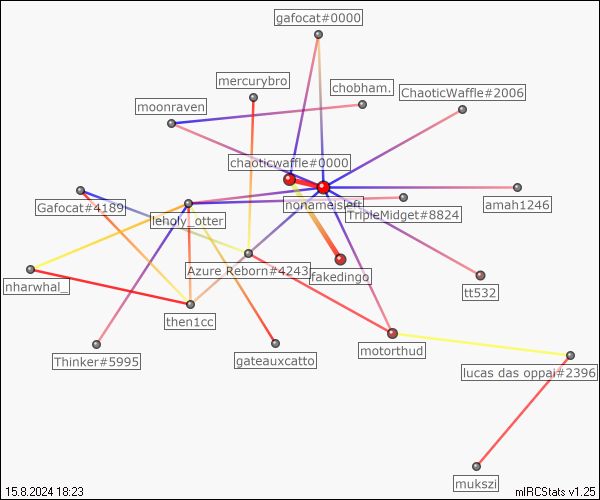 gafocat#0000
mercurybro
chobham.
ChaoticWaffle#2006
moonraven
chaoticwaffle#0000
nonameisleft
amah1246
TripleMidget#8824
Gafocat#4189
leholy_otter
Azure Reborn#4243
fakedingo
tt532
nharwhal_
then1cc
motorthud
Thinker#5995
gateauxcatto
lucas das oppai#2396
mukszi
15.8.2024 18:23
mIRCStats v1.25